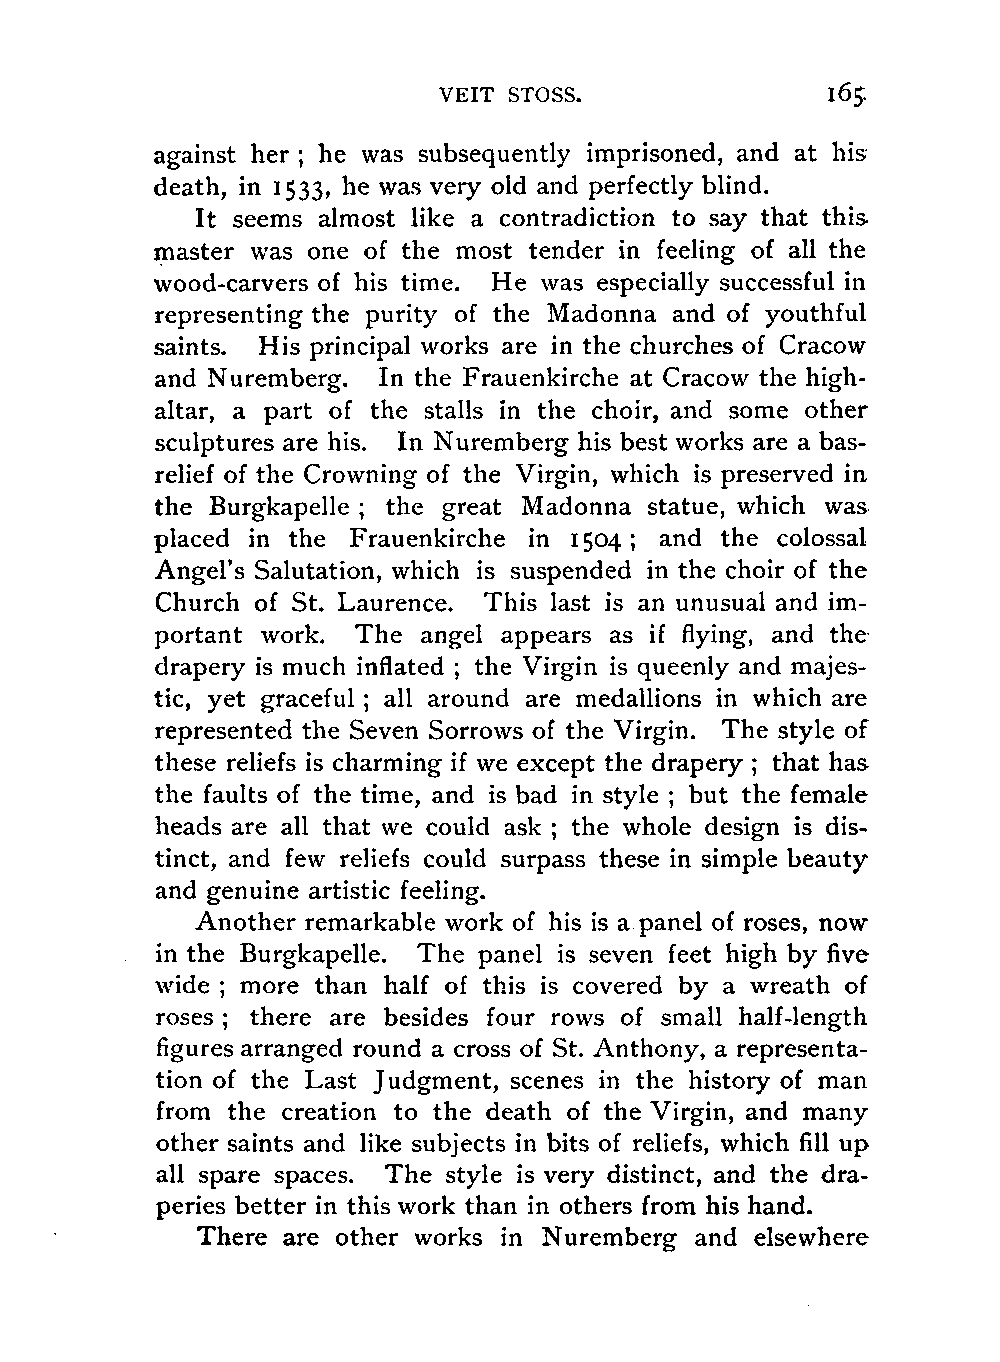 VEIT STOSS. 165
against her ; he was subsequently imprisoned, and at his
death, in 1533, he was very old and perfectly blind.
It seems almost like a contradiction to say that this
master was one of the most tender in feeling of all the
wood-carvers of his time. He was especially successful in
representing the purity of the Madonna and of youthful
saints. His principal works are in the churches of Cracow
and Nuremberg. In the Frauenkirche at Cracow the high-
altar, a part of the stalls in the choir, and some other
sculptures are his. In Nuremberg his best works are a bas-
relief of the Crowning of the Virgin, which is preserved in
the Burgkapelle ; the great Madonna statue, which was
placed in the Frauenkirche in 1504 ; and the colossal
Angel's Salutation, which is suspended in the choir of the
Church of St. Laurence. This last is an unusual and im-
portant work. The angel appears as if flying, and the
drapery is much inflated ; the Virgin is queenly and majes-
tic, yet graceful ; all around are medallions in which are
represented the Seven Sorrows of the Virgin. The style of
these reliefs is charming if we except the drapery ; that has
the faults of the time, and is bad in style ; but the female
heads are all that we could ask ; the whole design is dis-
tinct, and few reliefs could surpass these in simple beauty
and genuine artistic feeling.
Another remarkable work of his is a panel of roses, now
in the Burgkapelle. The panel is seven feet high by five
wide ; more than half of this is covered by a wreath of
roses ; there are besides four rows of small half-length
figures arranged round a cross of St. Anthony, a representa-
tion of the Last Judgment, scenes in the history of man
from the creation to the death of the Virgin, and many
other saints and like subjects in bits of reliefs, which fill up
all spare spaces. The style is very distinct, and the dra-
peries better in this work than in others from his hand.
There are other works in Nuremberg and elsewhere